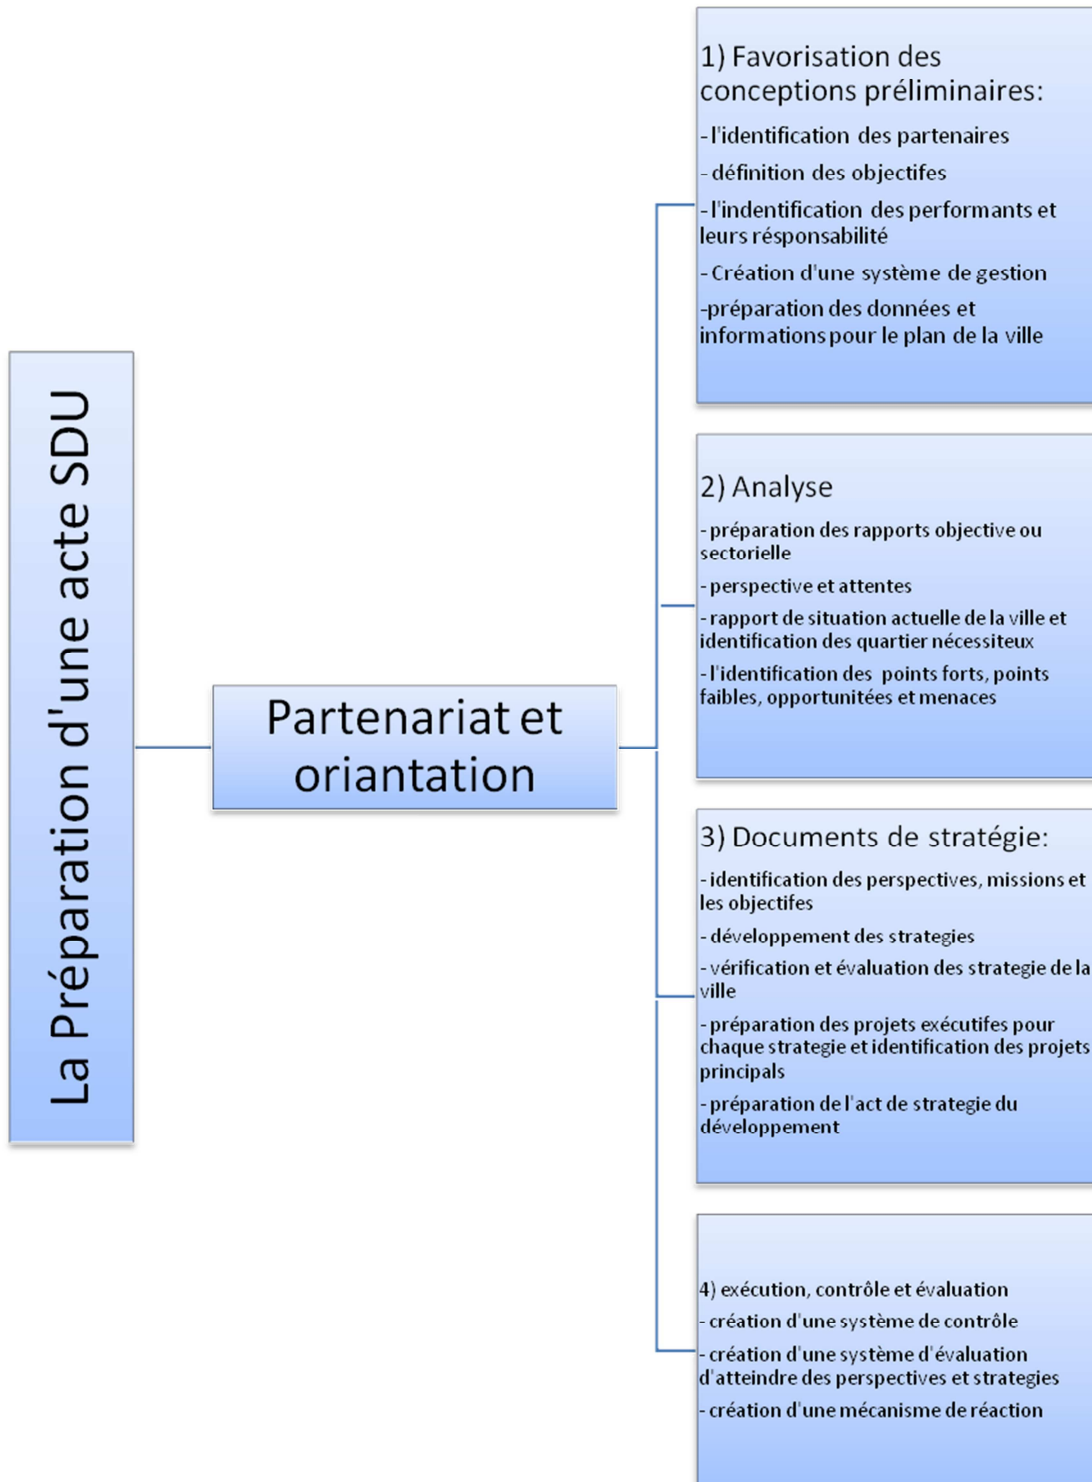 La Préparation d'une acte SDU
Partenariat et
oriantation
1) Favorisation des
conceptions préliminaires:
- l'identification des partenaires
- définition des objectifes
- l'indentification des performants et
leurs résponsabilité
- Création d'une système de gestion
-préparation des données et
informations pour le plan de la ville
2) Analyse
- préparation des rapports objective ou
sectorielle
- perspective et attentes
- rapport de situation actuelle de la ville et
identification des quartier nécessiteux
- l'identification des points forts, points
faibles, opportunitées et menaces
3) Documents de stratégie:
- identification des perspectives, missions et
les objectifes
- développement des strategies
- vérification et évaluation des strategie de la
ville
- préparation des projets exécutifes pour
chaque strategie et identification des projets
principals
- préparation de l'act de strategie du
développement
4) exécution, contrôle et évaluation
- création d'une système de contrôle
- création d'une système d'évaluation
d'atteindre des perspectives et strategies
- création d'une mécanisme de réaction